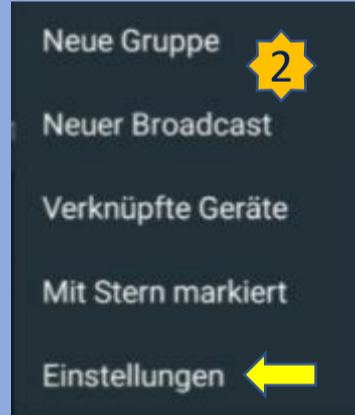 Neue Gruppe
2
Neuer Broadcast
Verknüpfte Geräte
Mit Stern markiert
Einstellungen